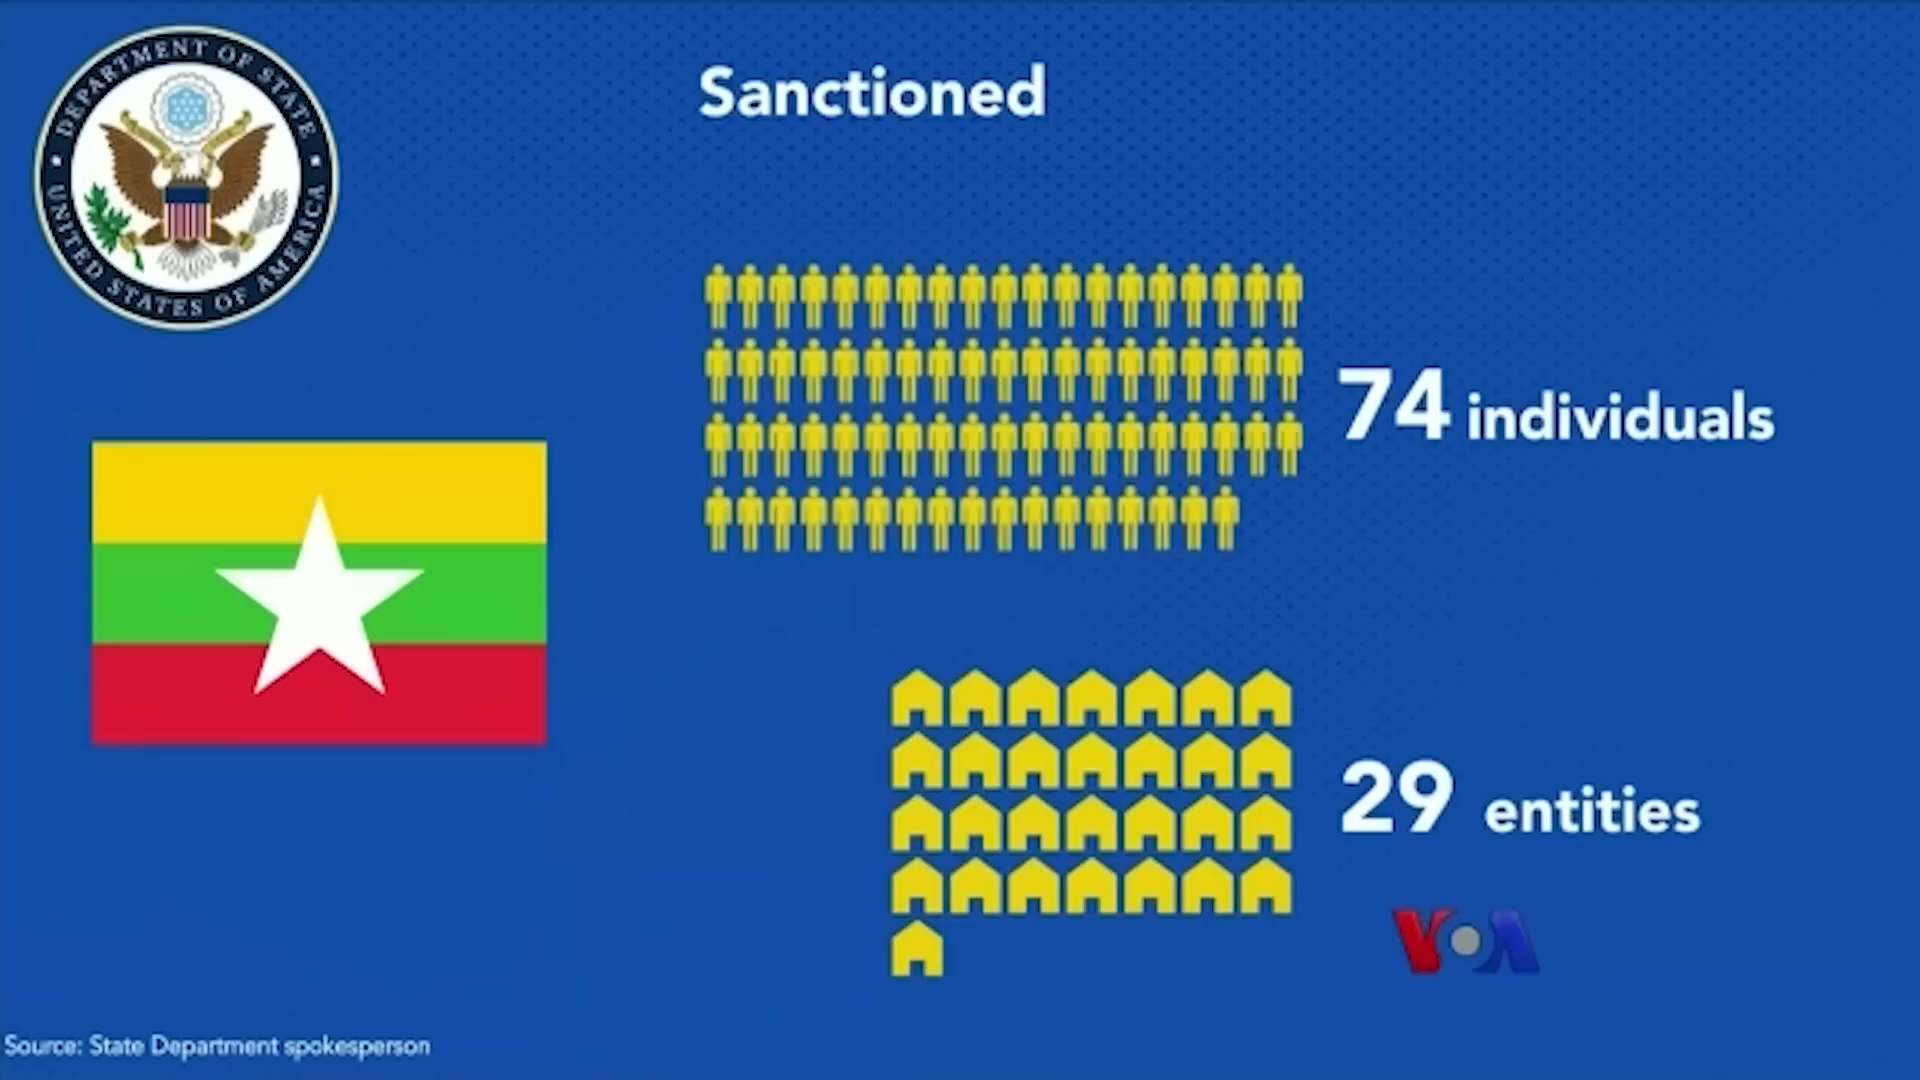 DEPARTMENT OF STATE
UNITED STATES OF AMERICA
Sanctioned
74 individuals
29 entities
VOA
Source: State Department spokesperson